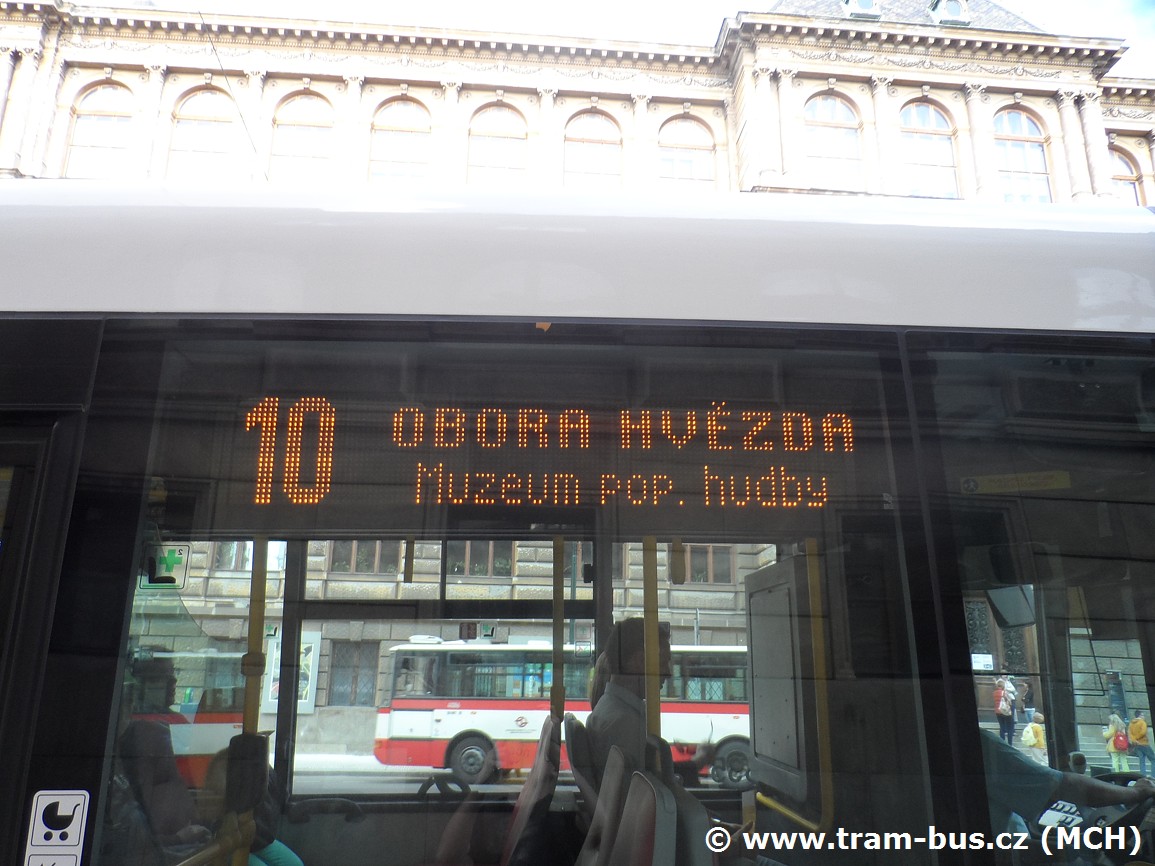 10 OBORA HVĚZDA
Muzeum pop. hudby
© www.tram-bus.cz (MCH)